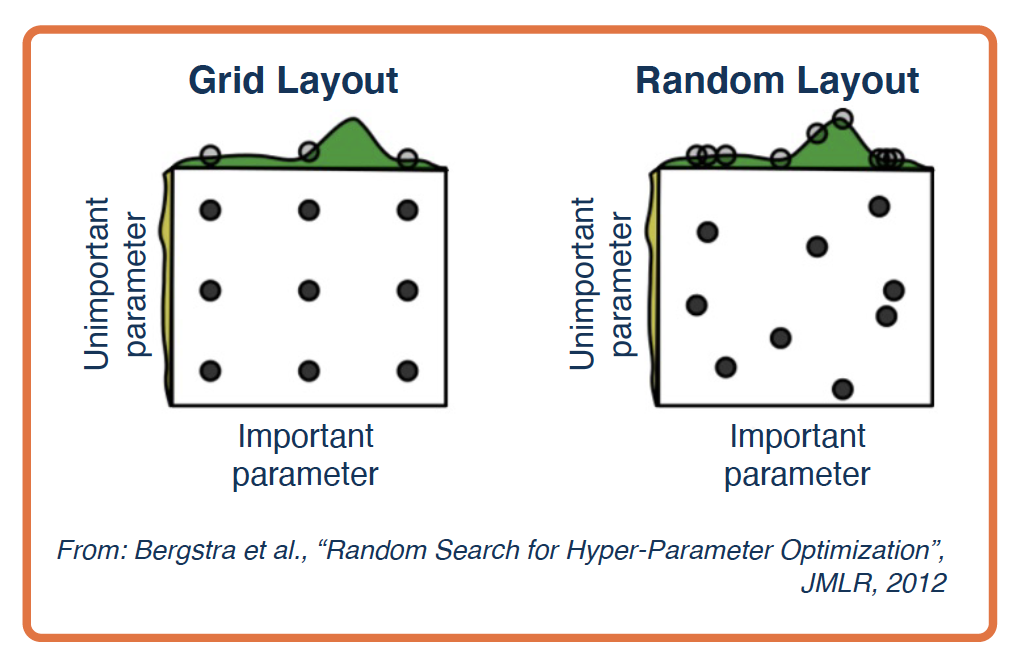 Grid Layout
Random Layout
Unimportant
parameter
Unimportant
parameter
Important
parameter
Important
parameter
From: Bergstra et al., “Random Search for Hyper-Parameter Optimization”,
JMLR, 2012